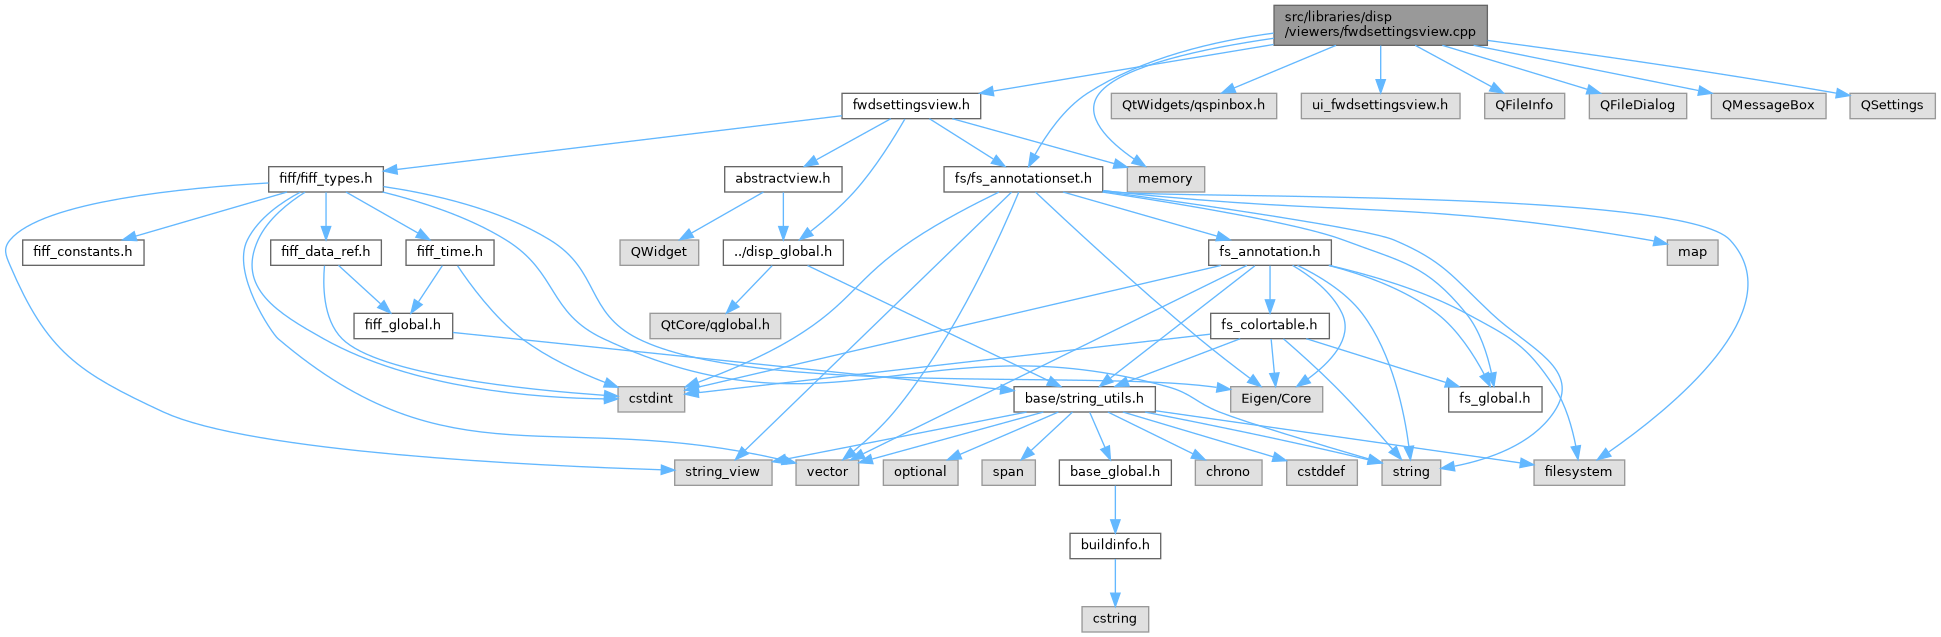 src/libraries/disp
/viewers/fwdsettingsview.cpp
fwdsettingsview.h
QtWidgets/qspinbox.h
ui_fwdsettingsview.h
QFileInfo
QFileDialog
QMessageBox
QSettings
fiff/fiff_types.h
abstractview.h
fs/fs_annotationset.h
memory
fiff_constants.h
fiff_data_ref.h
fiff_time.h
QWidget
../disp_global.h
fs_annotation.h
map
fiff_global.h
QtCore/qglobal.h
fs_colortable.h
cstdint
base/string_utils.h
Eigen/Core
fs_global.h
string_view
vector
optional
span
base_global.h
chrono
cstddef
string
filesystem
buildinfo.h
cstring